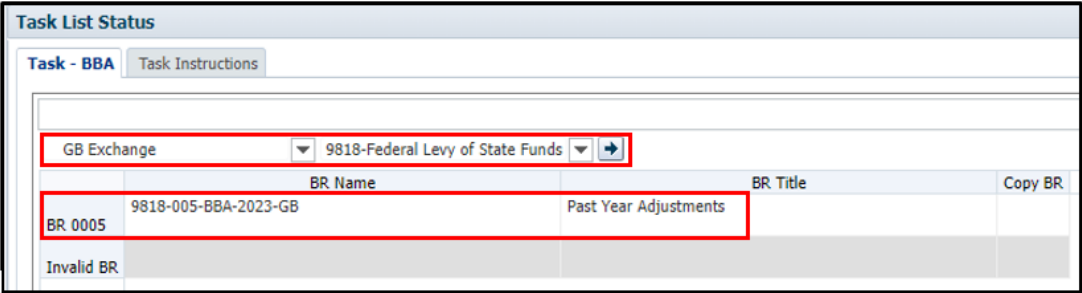 Task List Status
Task - BBA Task Instructions
GB Exchange 9818-Federal Levy of State Funds
BR Name BR Title Copy BR
BR 0005 9818-005-BBA-2023-GB Past Year Adjustments
Invalid BR